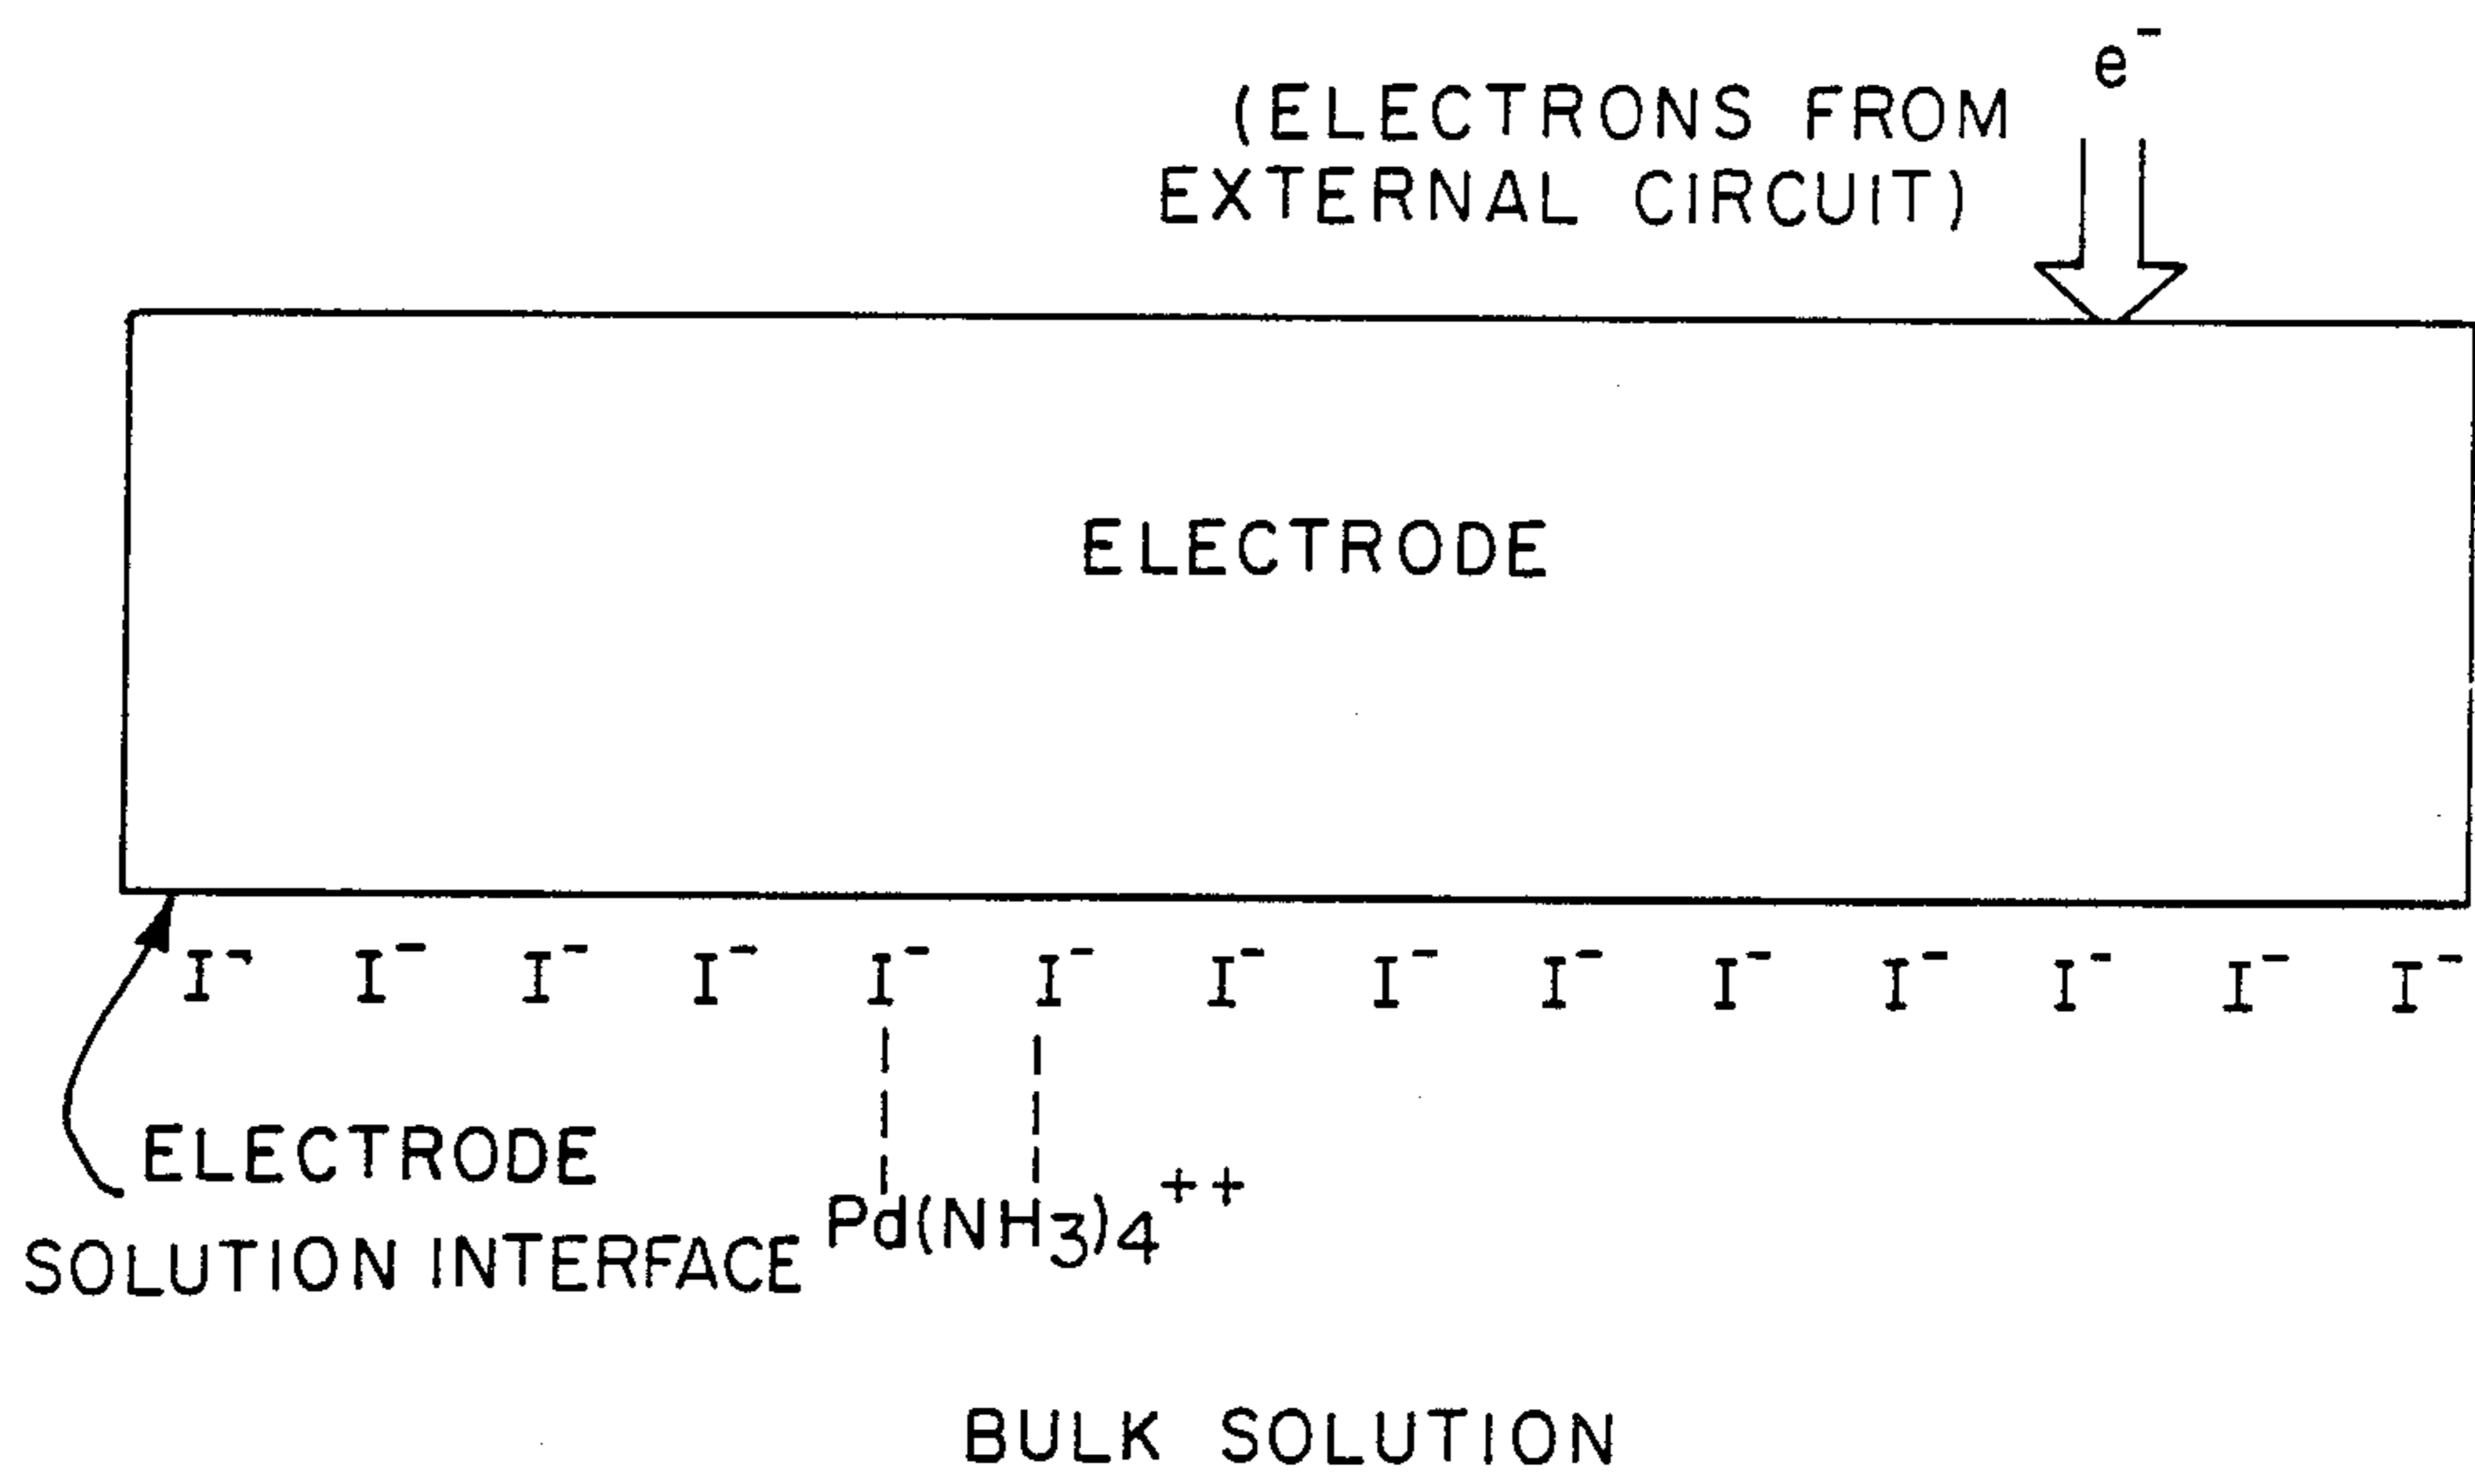 e⁻
(ELECTRONS FROM
EXTERNAL CIRCUIT)
ELECTRODE
I⁻ I⁻ I⁻ I⁻ I⁻ I⁻ I⁻ I⁻ I⁻ I⁻ I⁻ I⁻ I⁻ I⁻
ELECTRODE
SOLUTION INTERFACE
Pd(NH₃)₄⁺⁺
BULK SOLUTION